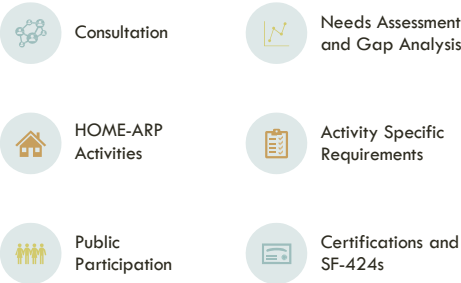 Consultation
Needs Assessment
and Gap Analysis
HOME-ARP
Activities
Activity Specific
Requirements
Public
Participation
Certifications and
SF-424s